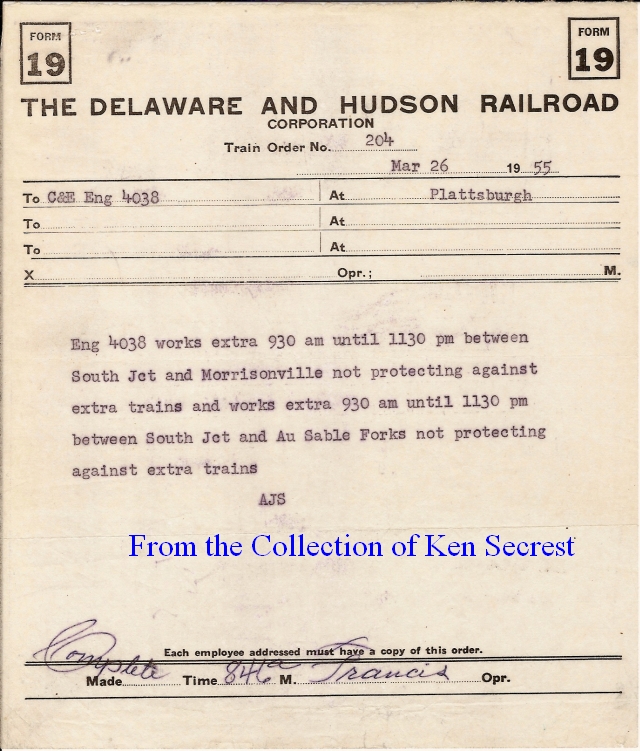 FORM 19 FORM 19
THE DELAWARE AND HUDSON RAILROAD
CORPORATION
Train Order No. 204
Mar 26 19 55
To C&E Eng 4038 At Plattsburgh
To At
To At
X Opr.; M.
Eng 4038 works extra 930 am until 1130 pm between
South Jct and Morrisonville not protecting against
extra trains and works extra 930 am until 1130 pm
between South Jct and Au Sable Forks not protecting
against extra trains
AJS
From the Collection of Ken Secrest
Each employee addressed must have a copy of this order.
Complete Made Time 846a M. Francis Opr.